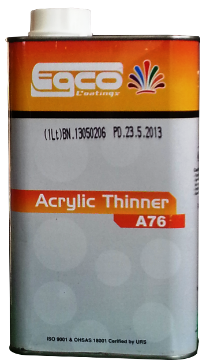 Egco
Coatings
(1Lt)BN.13050206 PD.23.5.2013
Acrylic Thinner
A76
ISO 9001 & OHSAS 18001 Certified by URS